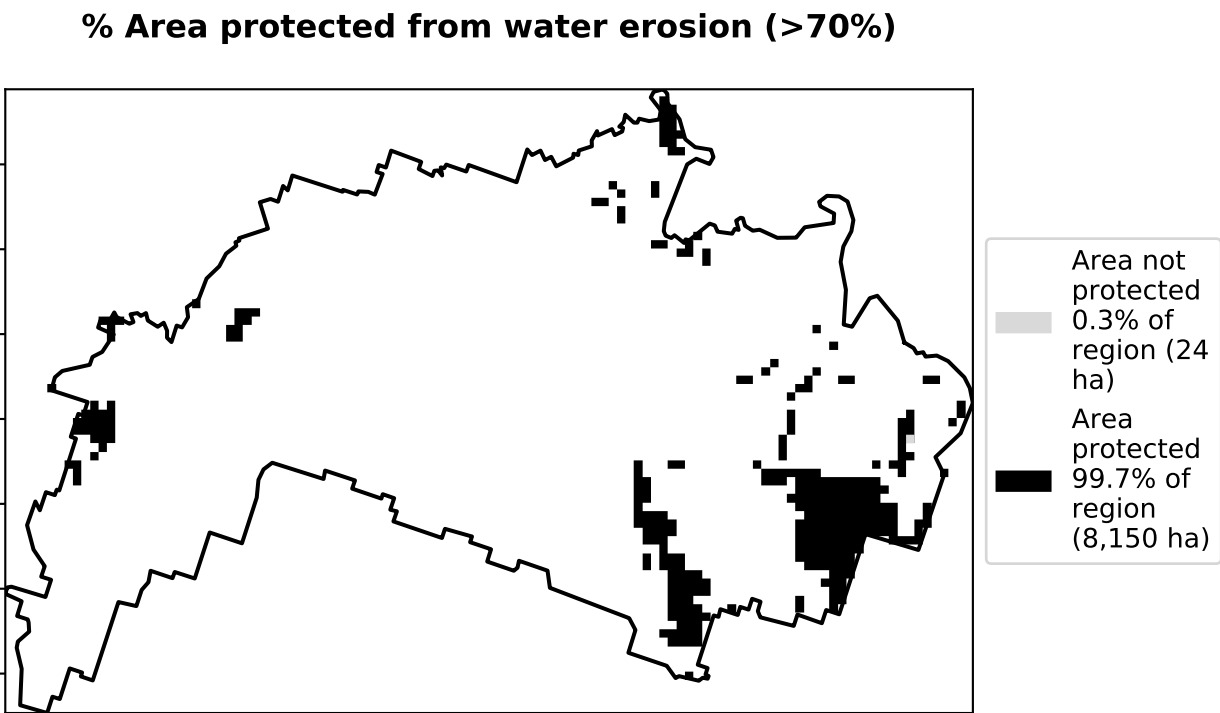 % Area protected from water erosion (>70%)
Area not
protected
0.3% of
region (24
ha)
Area
protected
99.7% of
region
(8,150 ha)